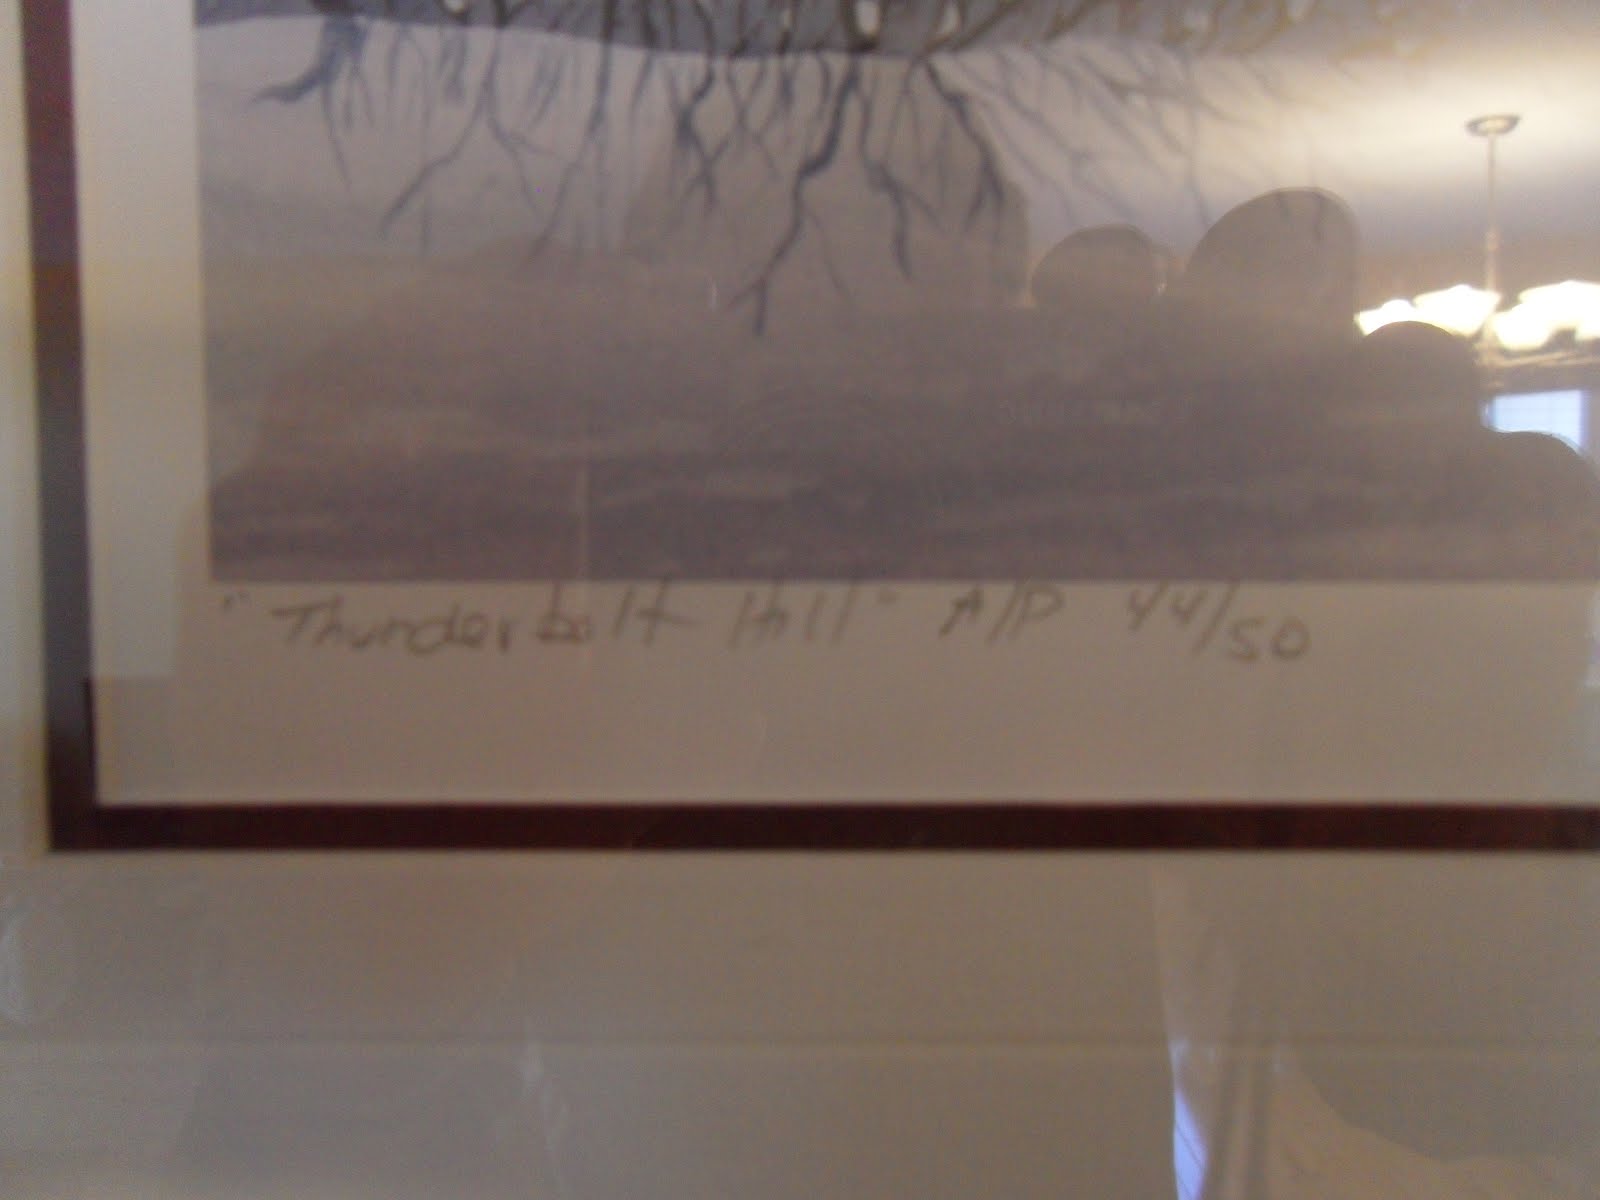 "Thunderbolt Hill" A/P 44/50